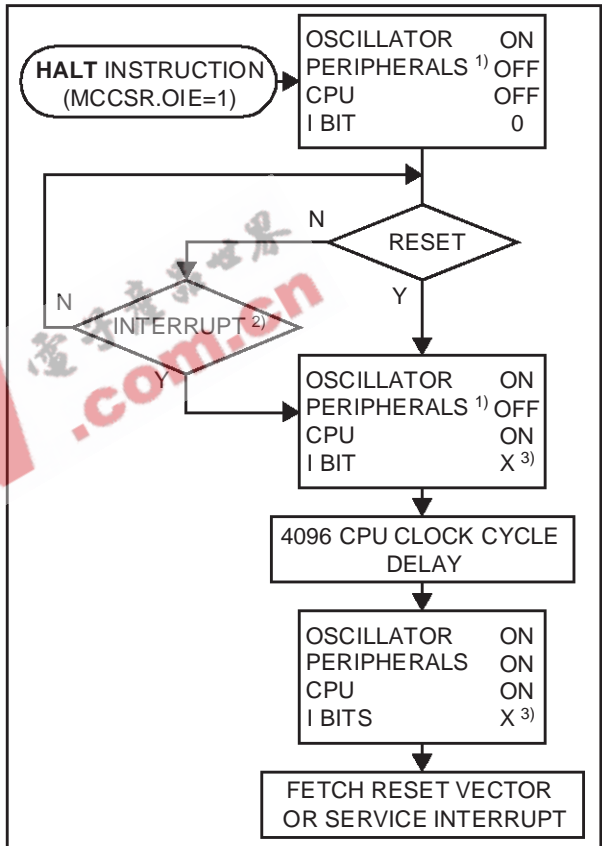 HALT INSTRUCTION
(MCCSR.OIE=1)
OSCILLATOR ON
PERIPHERALS 1) OFF
CPU OFF
I BIT 0
N
RESET
Y
N
INTERRUPT 2)
Y
OSCILLATOR ON
PERIPHERALS 1) OFF
CPU ON
I BIT X 3)
4096 CPU CLOCK CYCLE
DELAY
OSCILLATOR ON
PERIPHERALS ON
CPU ON
I BITS X 3)
FETCH RESET VECTOR
OR SERVICE INTERRUPT
.com.cn